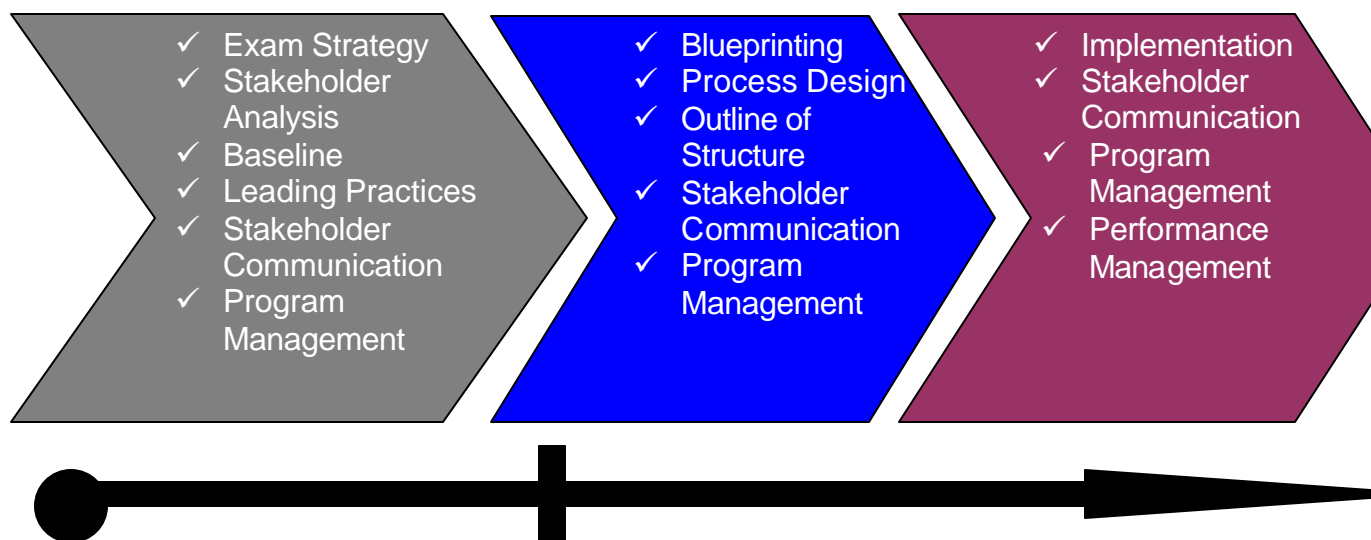 ✓ Exam Strategy
✓ Stakeholder
Analysis
✓ Baseline
✓ Leading Practices
✓ Stakeholder
Communication
✓ Program
Management
✓ Blueprinting
✓ Process Design
✓ Outline of
Structure
✓ Stakeholder
Communication
✓ Program
Management
✓ Implementation
✓ Stakeholder
Communication
✓ Program
Management
✓ Performance
Management